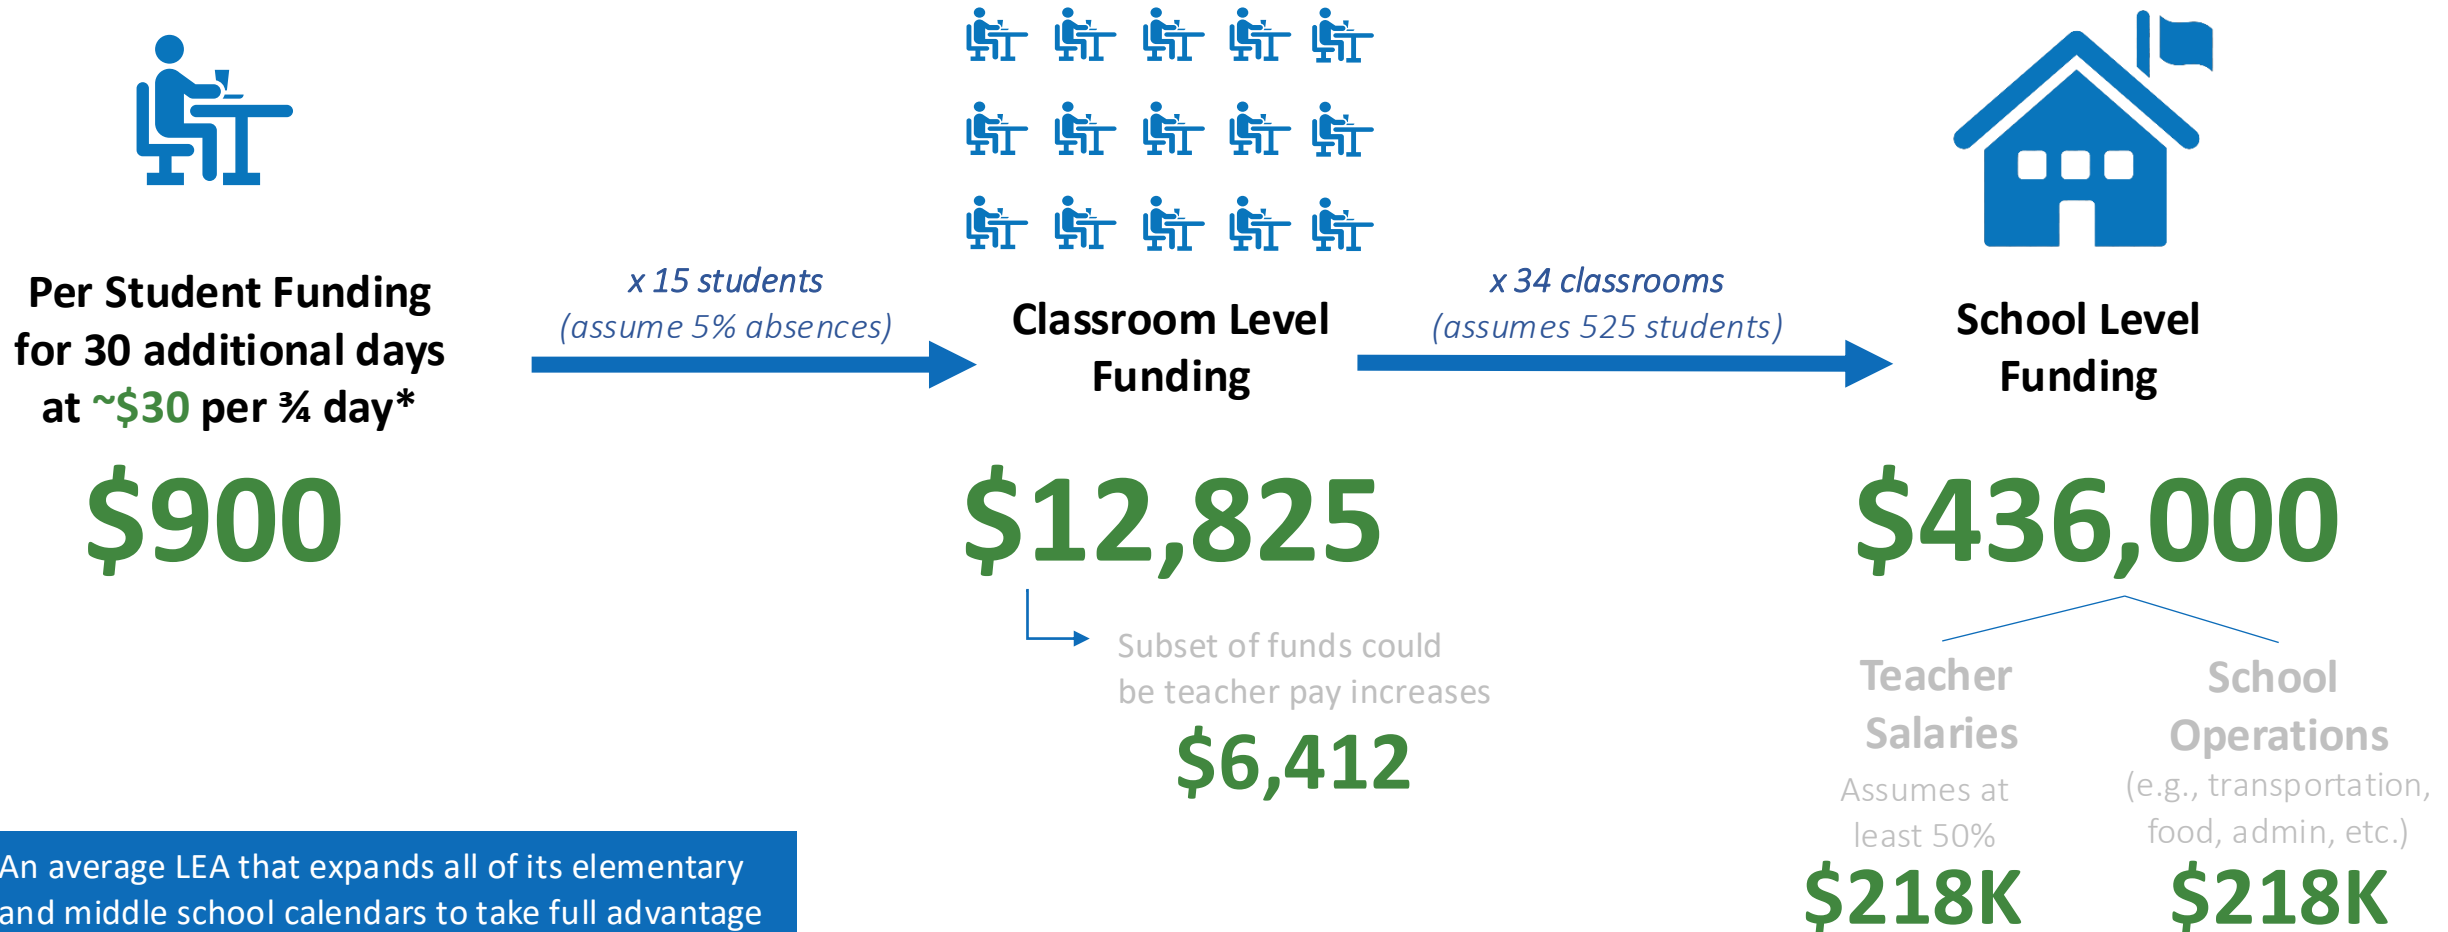 Per Student Funding
for 30 additional days
at ~$30 per ¾ day*
$900
x 15 students
(assume 5% absences)
Classroom Level
Funding
$12,825
Subset of funds could
be teacher pay increases
$6,412
x 34 classrooms
(assumes 525 students)
School Level
Funding
$436,000
Teacher
Salaries
Assumes at
least 50%
$218K
School
Operations
(e.g., transportation,
food, admin, etc.)
$218K
An average LEA that expands all of its elementary
and middle school calendars to take full advantage